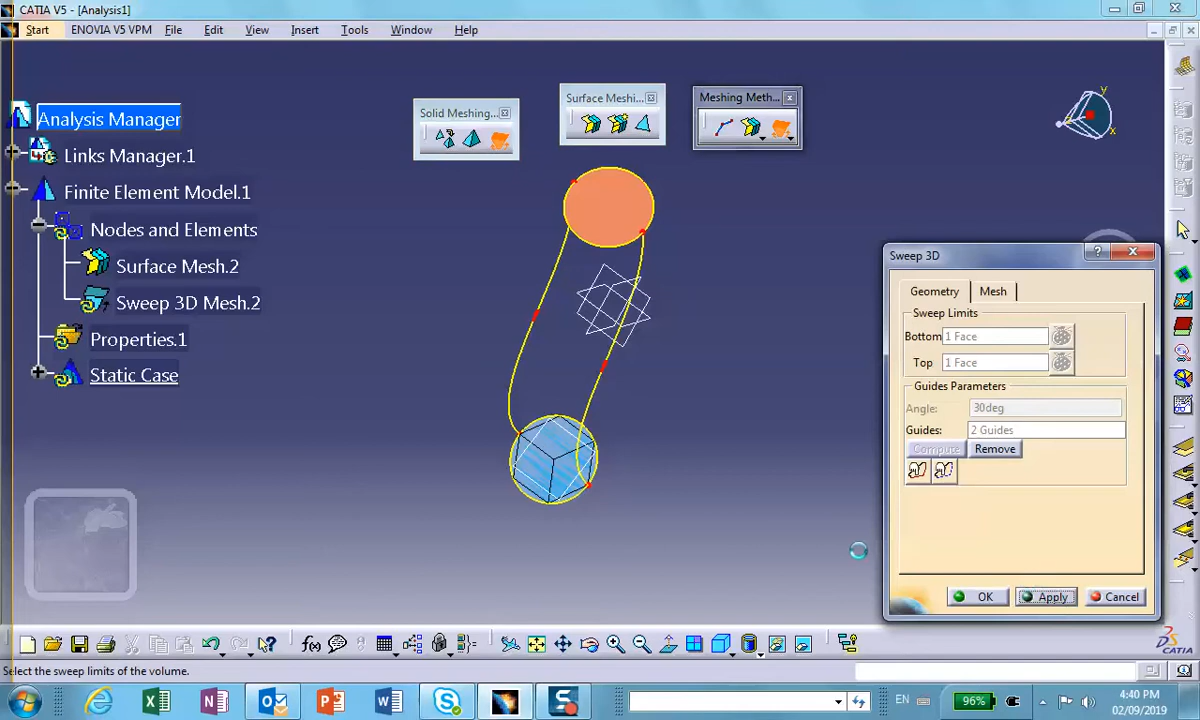 CATIA V5 - [Analysis1]
Start ENOVIA V5 VPM File Edit View Insert Tools Window Help
Solid Meshing...
Surface Meshi...
Meshing Meth...
y
x
Analysis Manager
Links Manager.1
Finite Element Model.1
Nodes and Elements
Surface Mesh.2
Sweep 3D Mesh.2
Properties.1
Static Case
Sweep 3D
Geometry Mesh
Sweep Limits
Bottom 1 Face
Top 1 Face
Guides Parameters
Angle: 30deg
Guides: 2 Guides
Compute Remove
OK Apply Cancel
f(x)
CATIA
Select the sweep limits of the volume.
EN 96% 4:40 PM
02/09/2019